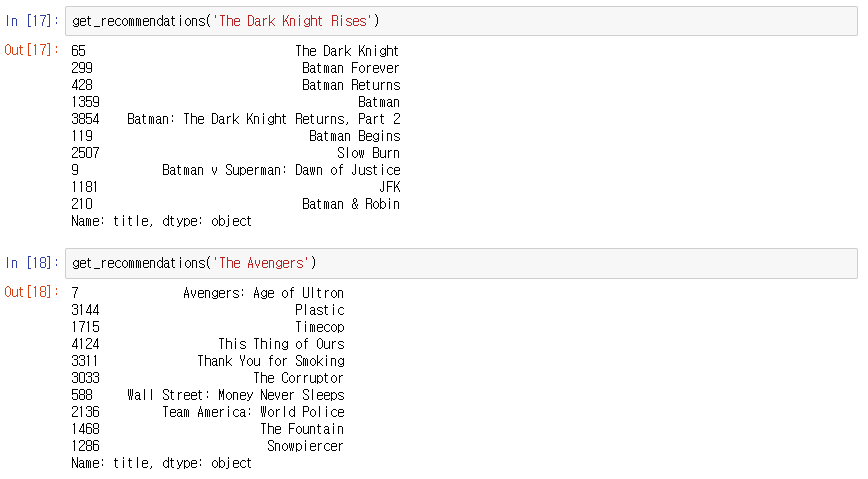 In [17]: get_recommendations('The Dark Knight Rises')
Out[17]: 65 The Dark Knight
299 Batman Forever
428 Batman Returns
1359 Batman
3854 Batman: The Dark Knight Returns, Part 2
119 Batman Begins
2507 Slow Burn
9 Batman v Superman: Dawn of Justice
1181 JFK
210 Batman & Robin
Name: title, dtype: object
In [18]: get_recommendations('The Avengers')
Out[18]: 7 Avengers: Age of Ultron
3144 Plastic
1715 Timecop
4124 This Thing of Ours
3311 Thank You for Smoking
3033 The Corruptor
588 Wall Street: Money Never Sleeps
2136 Team America: World Police
1468 The Fountain
1286 Snowpiercer
Name: title, dtype: object